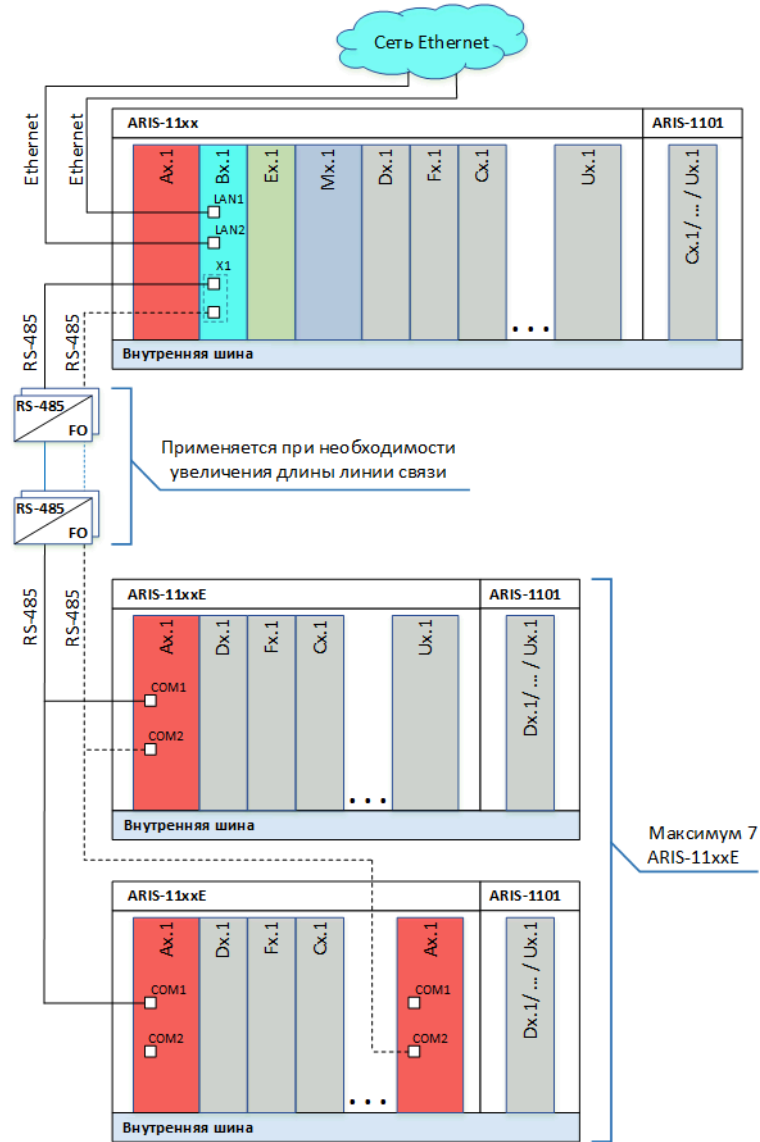 Сеть Ethernet
Ethernet
Ethernet
ARIS-11xx
ARIS-1101
Ax.1
Bx.1
Ex.1
Mx.1
Dx.1
Fx.1
Cx.1
Ux.1
Cx.1/ ... / Ux.1
LAN1
LAN2
X1
...
Внутренняя шина
RS-485
RS-485
RS-485
FO
Применяется при необходимости
увеличения длины линии связи
RS-485
FO
RS-485
RS-485
ARIS-11xxE
ARIS-1101
Ax.1
Dx.1
Fx.1
Cx.1
Ux.1
Dx.1/ ... / Ux.1
COM1
COM2
...
Внутренняя шина
Максимум 7
ARIS-11xxE
ARIS-11xxE
ARIS-1101
Ax.1
Dx.1
Fx.1
Cx.1
Ax.1
Dx.1/ ... / Ux.1
COM1
COM1
COM2
COM2
...
Внутренняя шина